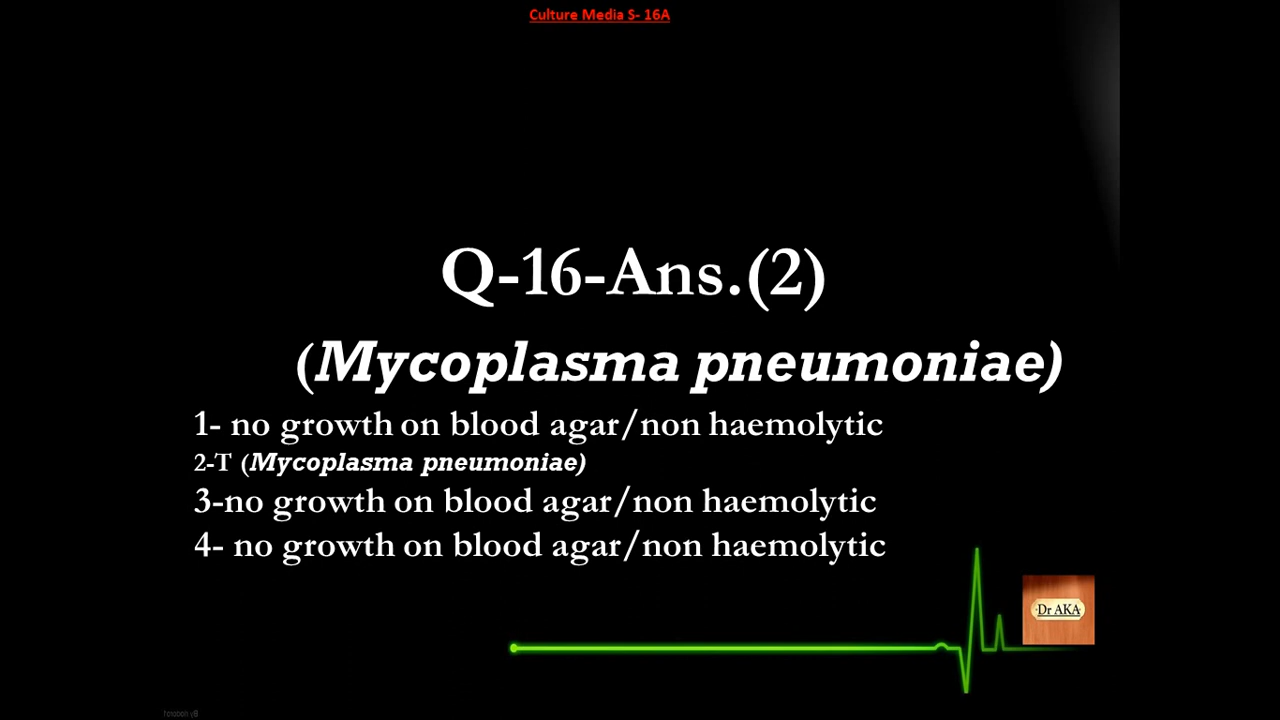 Culture Media S- 16A
Q-16-Ans.(2)
(Mycoplasma pneumoniae)
1- no growth on blood agar/non haemolytic
2-T (Mycoplasma pneumoniae)
3-no growth on blood agar/non haemolytic
4- no growth on blood agar/non haemolytic
Dr AKA